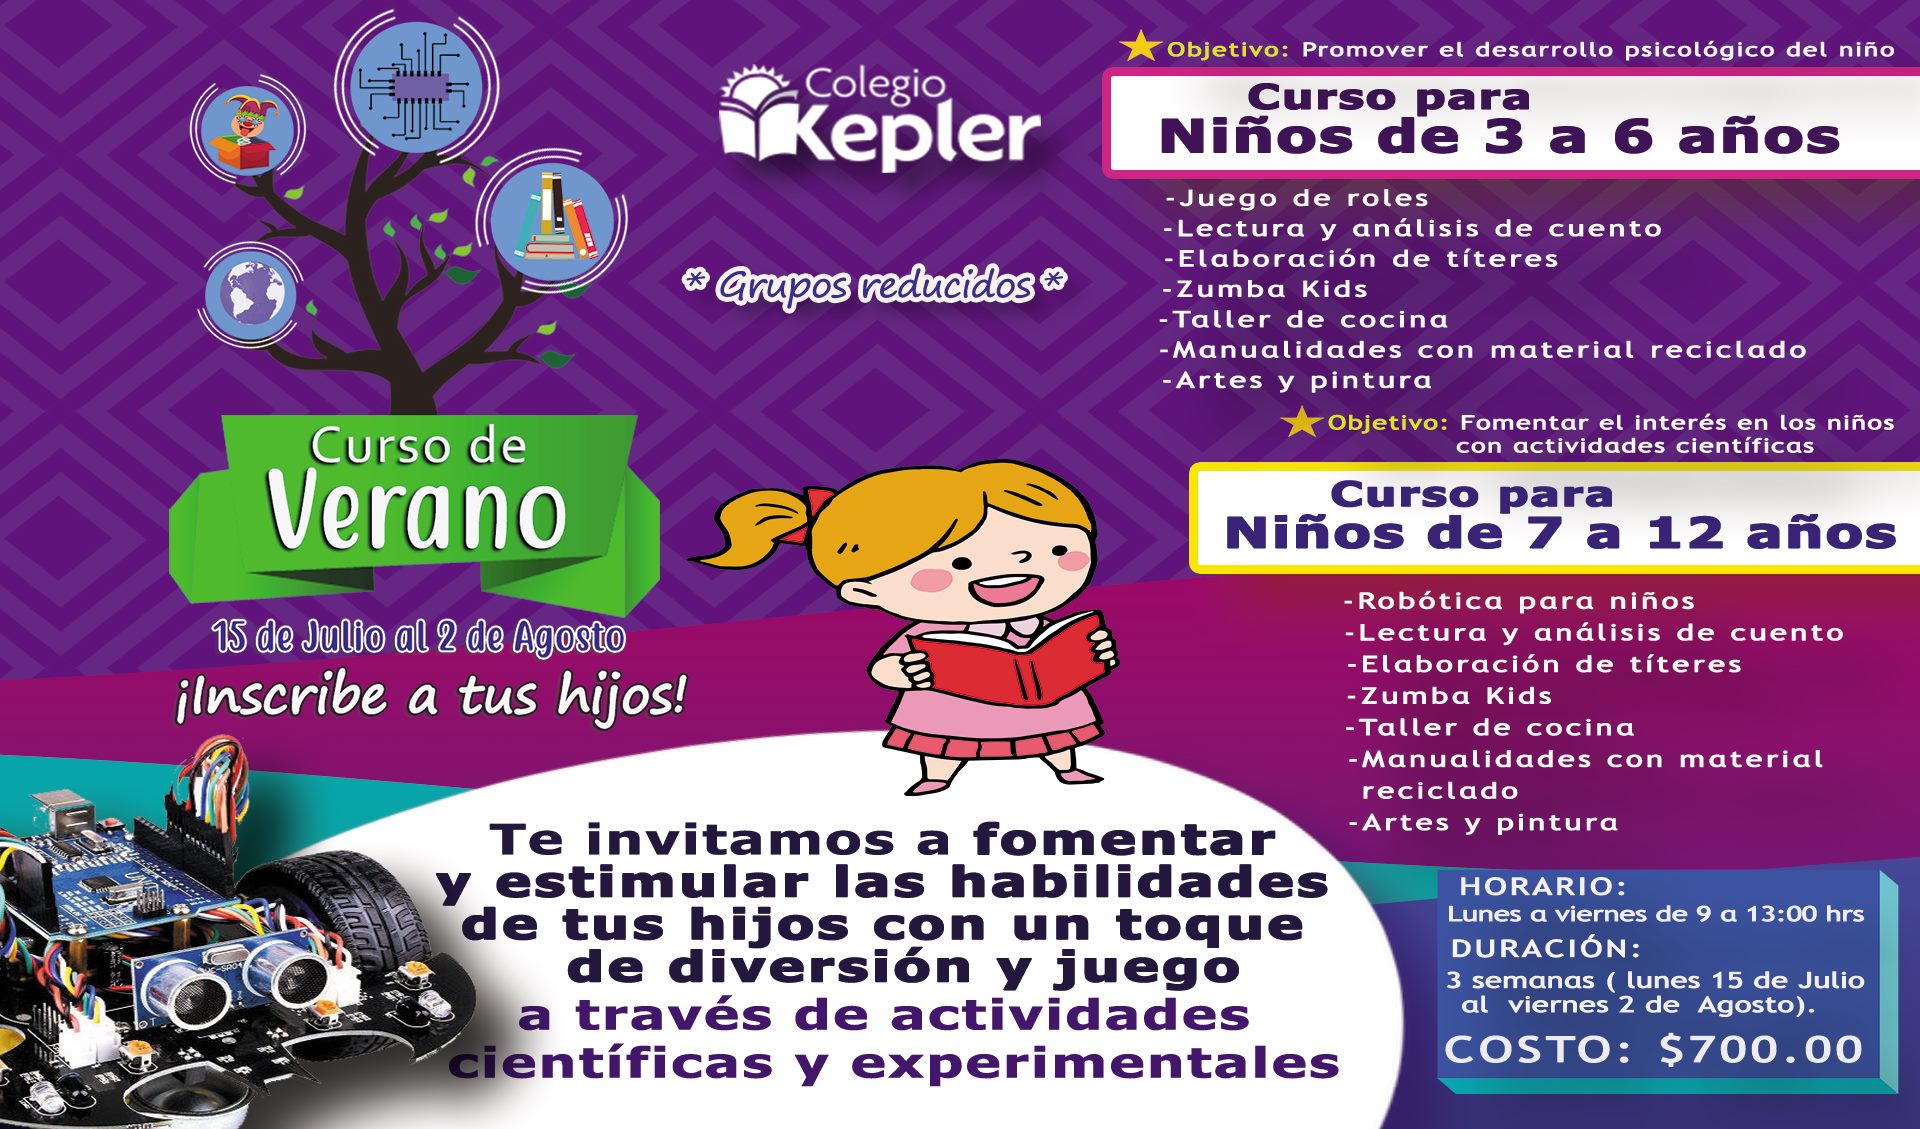 Colegio
Kepler
* Grupos reducidos *
Curso de
Verano
15 de Julio al 2 de Agosto
¡Inscribe a tus hijos!
Objetivo: Promover el desarrollo psicológico del niño
Curso para
Niños de 3 a 6 años
-Juego de roles
-Lectura y análisis de cuento
-Elaboración de títeres
-Zumba Kids
-Taller de cocina
-Manualidades con material reciclado
-Artes y pintura
Objetivo: Fomentar el interés en los niños
con actividades científicas
Curso para
Niños de 7 a 12 años
-Robótica para niños
-Lectura y análisis de cuento
-Elaboración de títeres
-Zumba Kids
-Taller de cocina
-Manualidades con material
reciclado
-Artes y pintura
Te invitamos a fomentar
y estimular las habilidades
de tus hijos con un toque
de diversión y juego
a través de actividades
científicas y experimentales
HORARIO:
Lunes a viernes de 9 a 13:00 hrs
DURACIÓN:
3 semanas ( lunes 15 de Julio
al viernes 2 de Agosto).
COSTO: $700.00